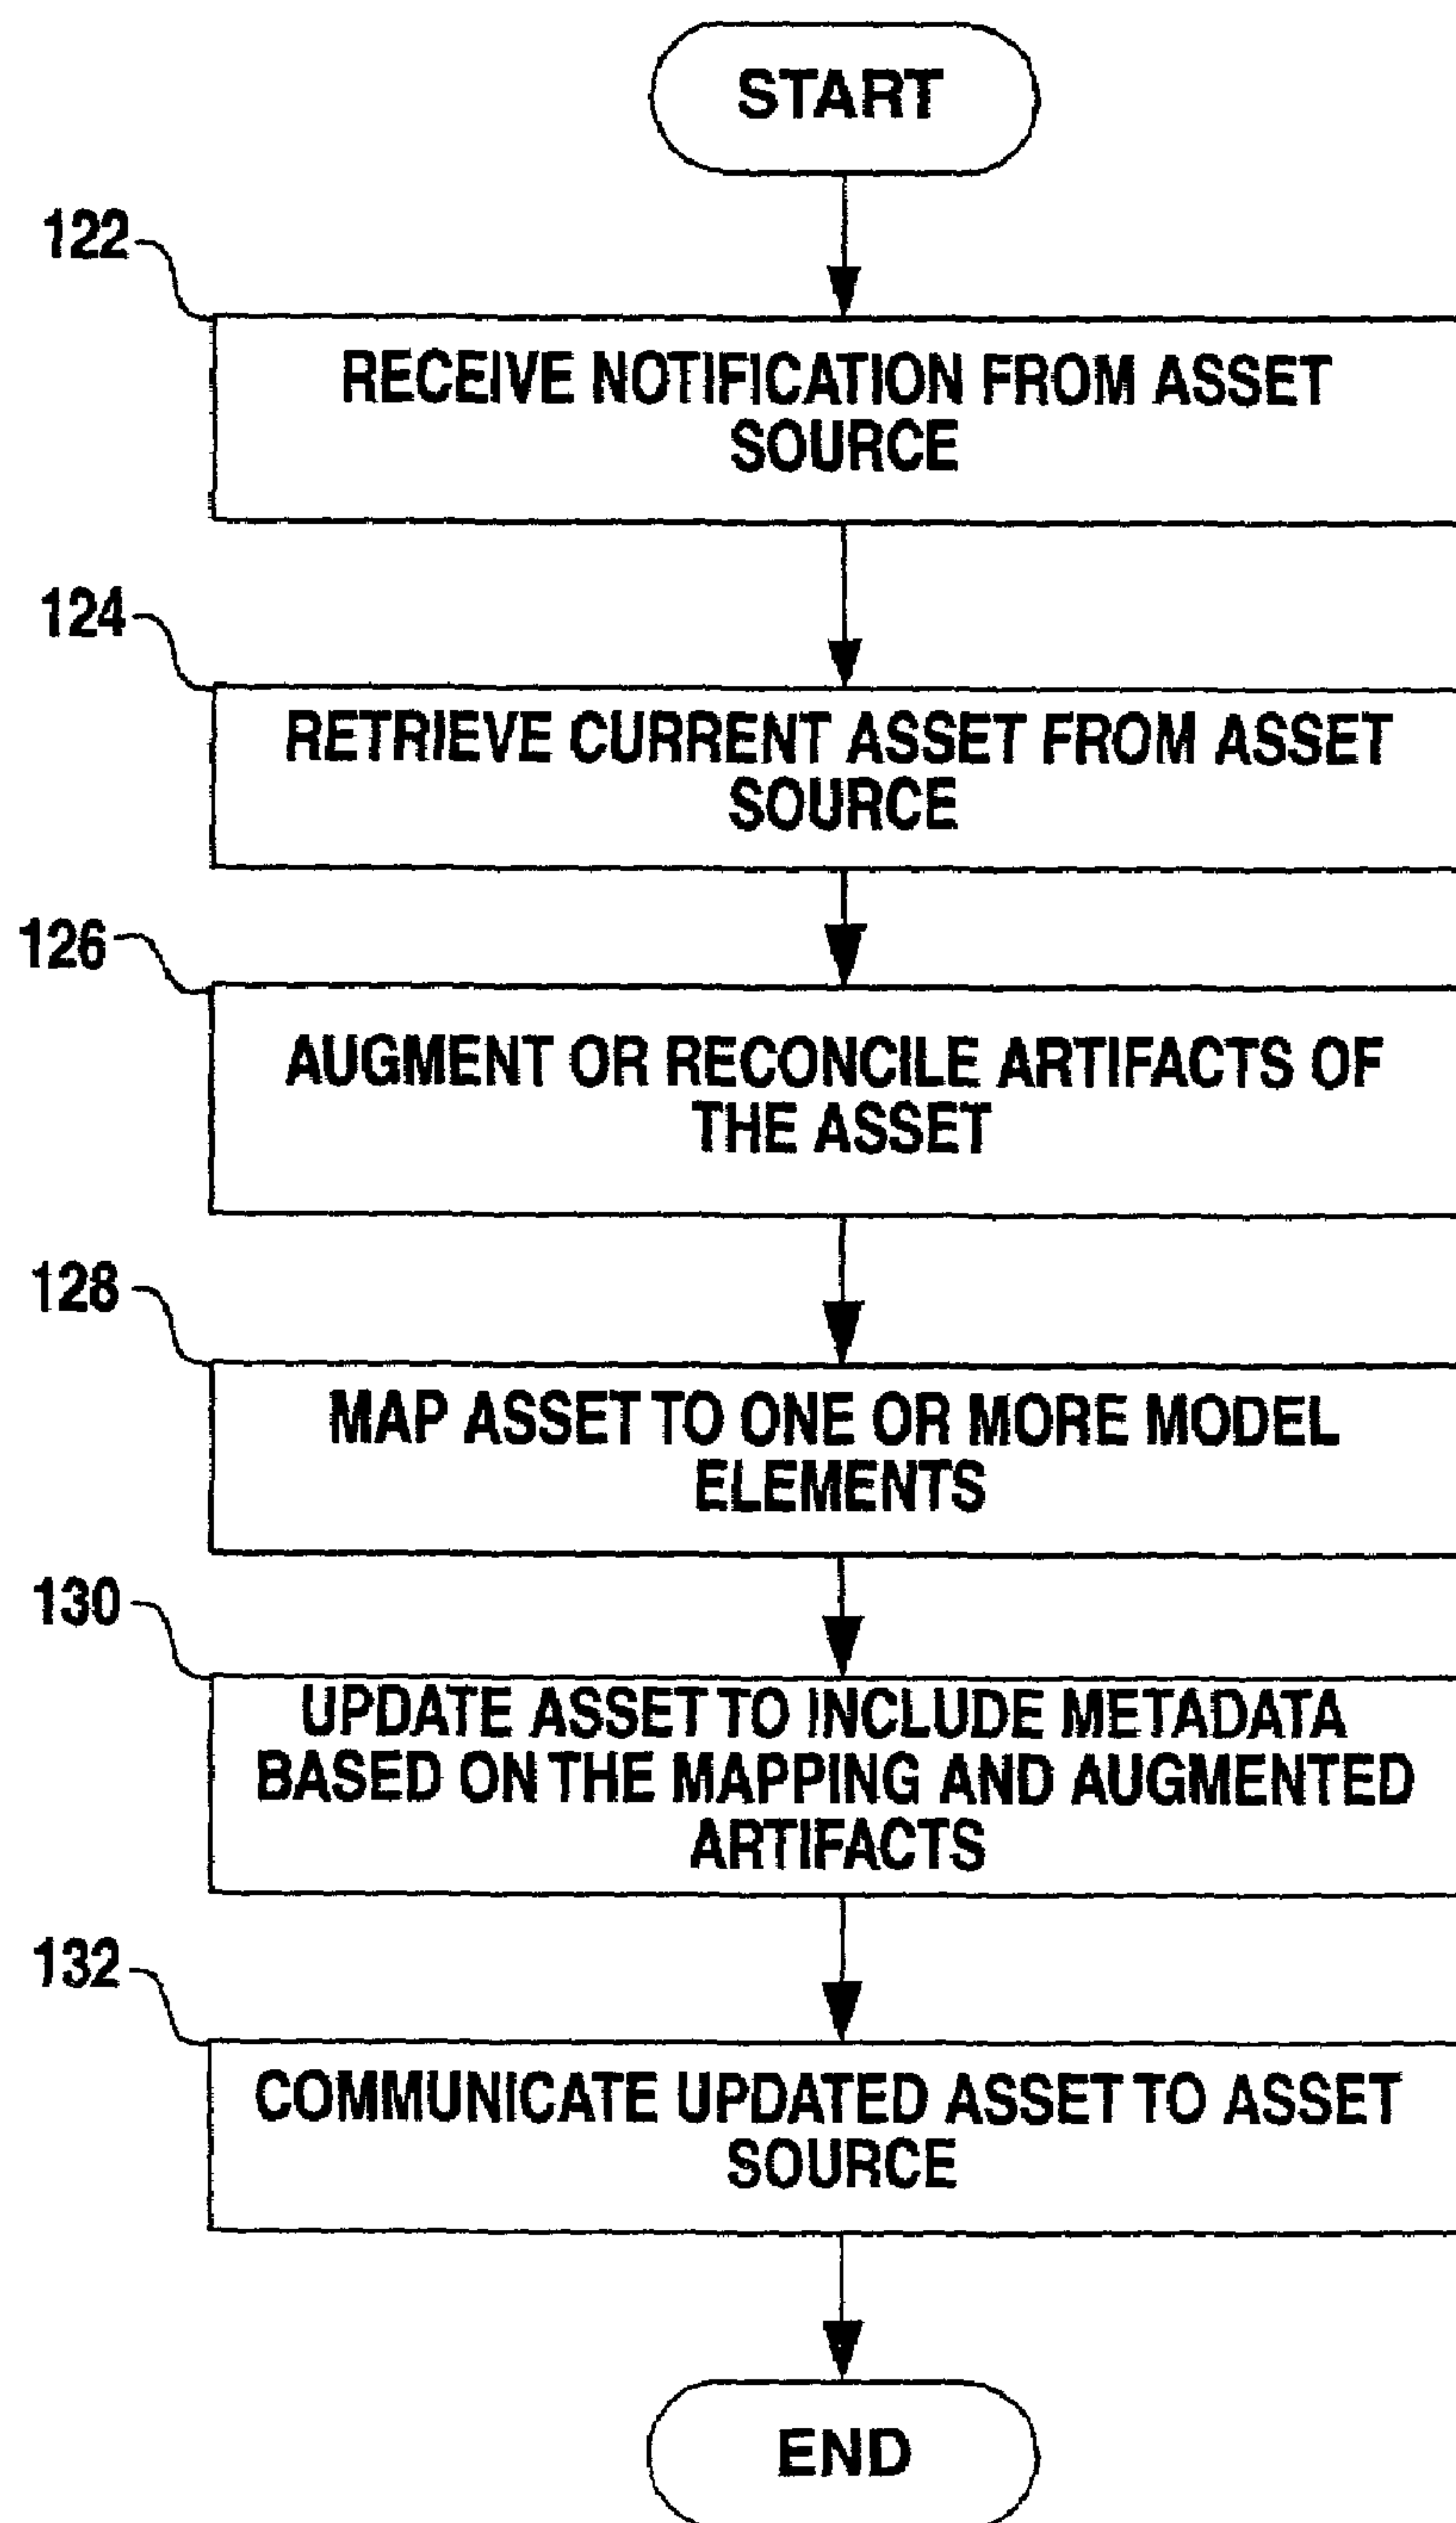 START
122
RECEIVE NOTIFICATION FROM ASSET
SOURCE
124
RETRIEVE CURRENT ASSET FROM ASSET
SOURCE
126
AUGMENT OR RECONCILE ARTIFACTS OF
THE ASSET
128
MAP ASSET TO ONE OR MORE MODEL
ELEMENTS
130
UPDATE ASSET TO INCLUDE METADATA
BASED ON THE MAPPING AND AUGMENTED
ARTIFACTS
132
COMMUNICATE UPDATED ASSET TO ASSET
SOURCE
END